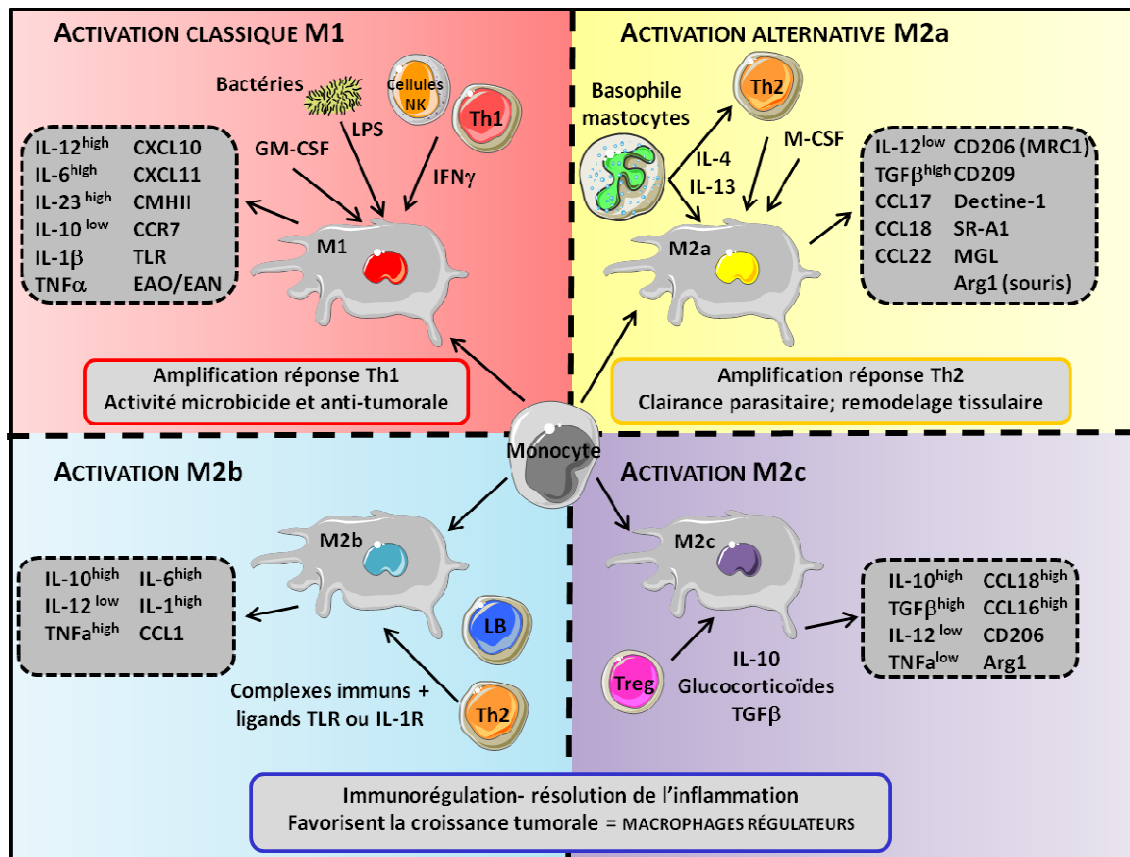 ACTIVATION CLASSIQUE M1
Bactéries
Cellules
NK
Th1
LPS
GM-CSF
IFNγ
IL-12high CXCL10
IL-6high CXCL11
IL-23 high CMHII
IL-10 low CCR7
IL-1β TLR
TNFα EAO/EAN
M1
Amplification réponse Th1
Activité microbicide et anti-tumorale
ACTIVATION ALTERNATIVE M2a
Basophile
mastocytes
Th2
M-CSF
IL-4
IL-13
M2a
IL-12low CD206 (MRC1)
TGFβhigh CD209
CCL17 Dectine-1
CCL18 SR-A1
CCL22 MGL
Arg1 (souris)
Amplification réponse Th2
Clairance parasitaire; remodelage tissulaire
Monocyte
ACTIVATION M2b
M2b
IL-10high IL-6high
IL-12 low IL-1high
TNFahigh CCL1
LB
Th2
Complexes immuns +
ligands TLR ou IL-1R
ACTIVATION M2c
M2c
IL-10high CCL18high
TGFβhigh CCL16high
IL-12 low CD206
TNFalow Arg1
Treg
IL-10
Glucocorticoïdes
TGFβ
Immunorégulation- résolution de l'inflammation
Favorisent la croissance tumorale = MACROPHAGES RÉGULATEURS